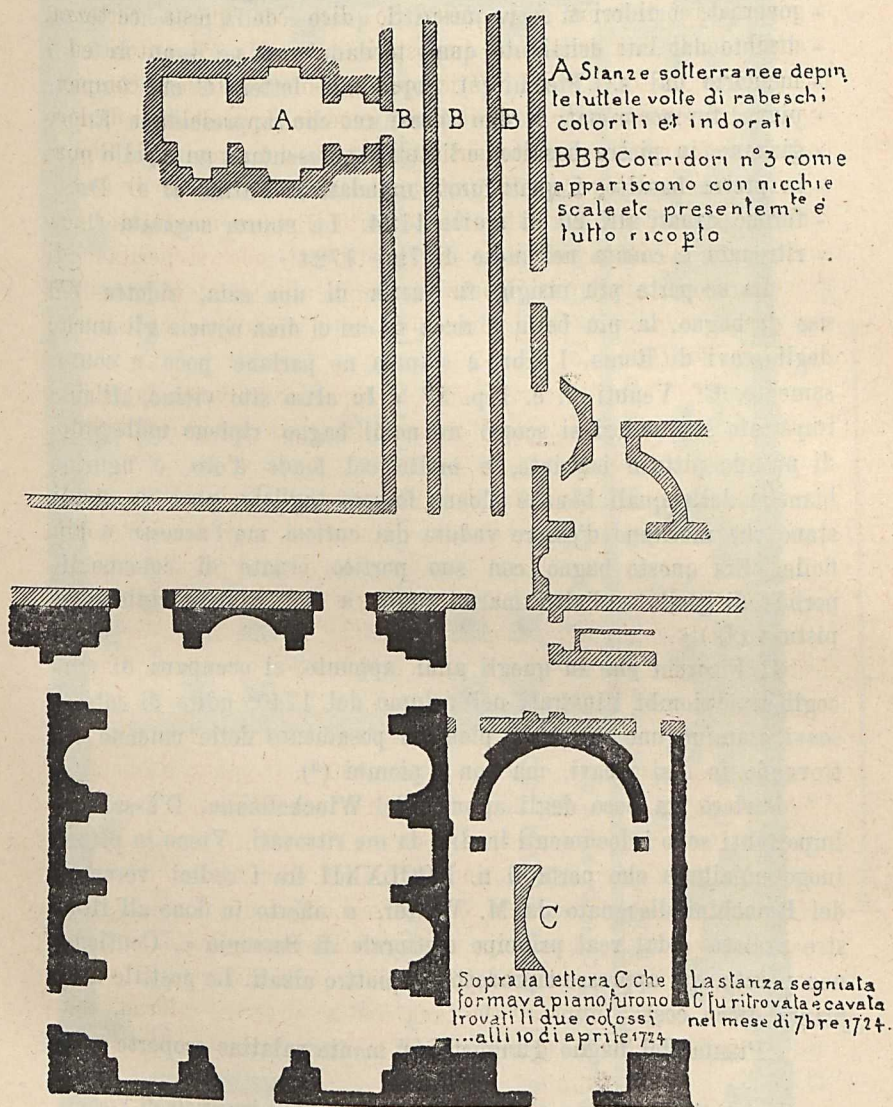 A Stanze sotterranee depin
te tutte le volte di rabeschi
coloriti et indorati
BBB Corridori n° 3 come
appariscono con nicchie
scale etc presentem.te é
tutto ricopto
A
B
B
B
C
Sopra la lettera C che
formava piano furono
trovati li due colossi
...alli 10 di aprile 1724
La stanza segniata
C fu ritrovata e cavata
nel mese di 7bre 1724.